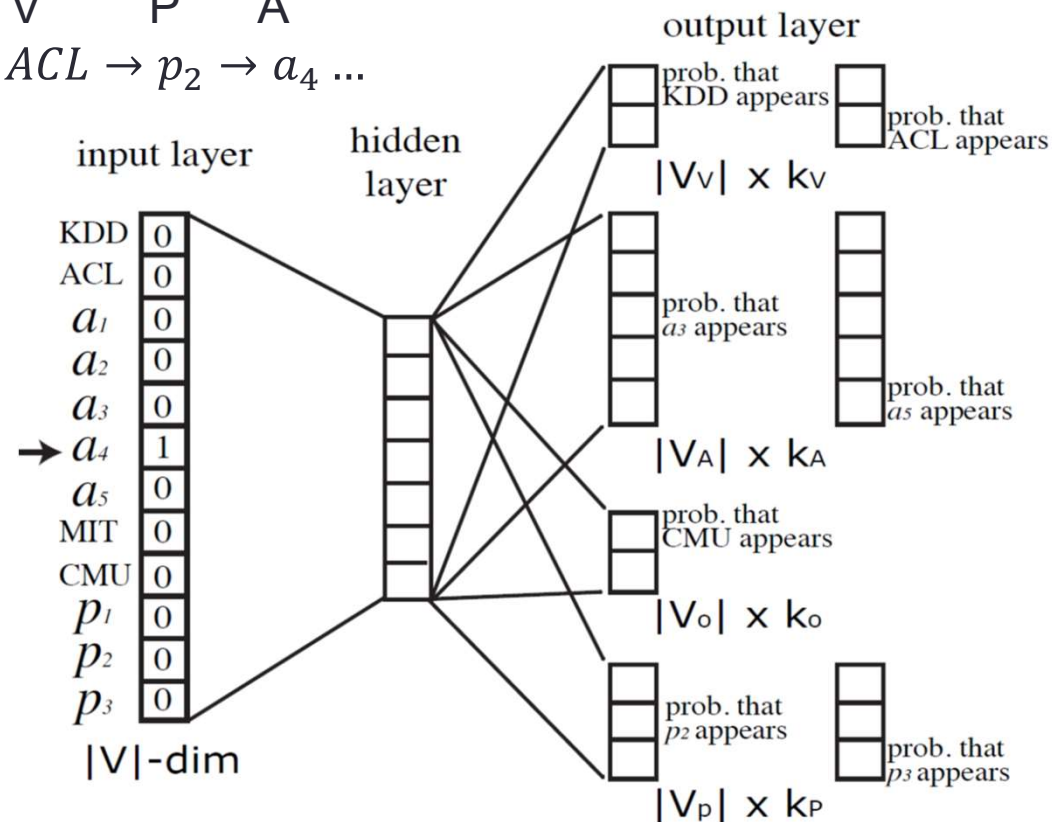 V P A
ACL → p2 → a4 ...
input layer
hidden
layer
output layer
KDD 0
ACL 0
a1 0
a2 0
a3 0
→ a4 1
a5 0
MIT 0
CMU 0
p1 0
p2 0
p3 0
|V|-dim
prob. that
KDD appears
prob. that
ACL appears
|VV| x kV
prob. that
a3 appears
prob. that
a5 appears
|VA| x kA
prob. that
CMU appears
|Vo| x ko
prob. that
p2 appears
prob. that
p3 appears
|Vp| x kP